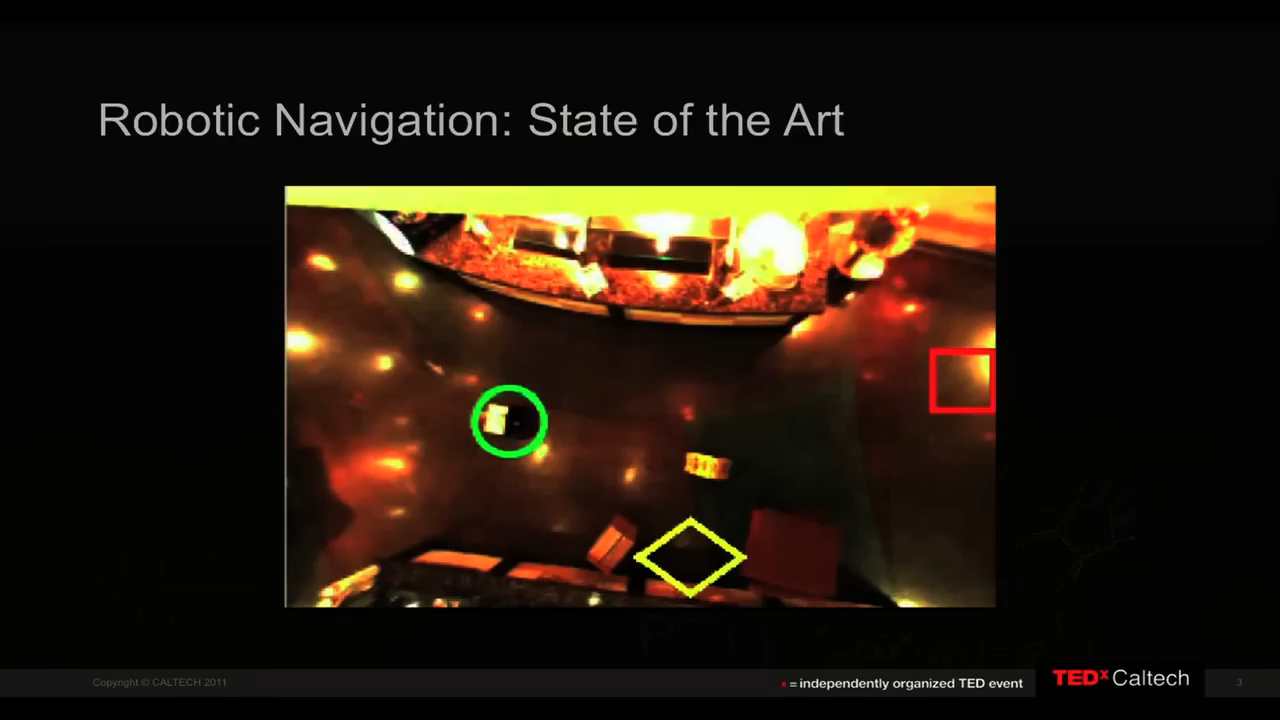 Robotic Navigation: State of the Art
Copyright © CALTECH 2011
x = independently organized TED event
TEDx Caltech
3